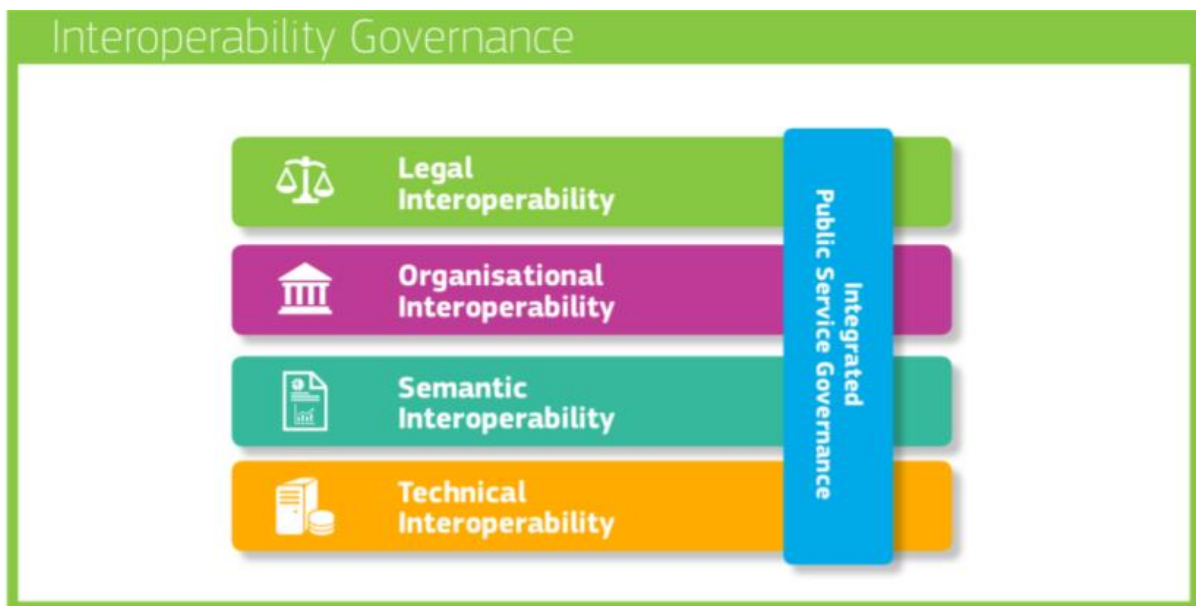 Interoperability Governance
Legal
Interoperability
Organisational
Interoperability
Semantic
Interoperability
Technical
Interoperability
Integrated
Public Service Governance